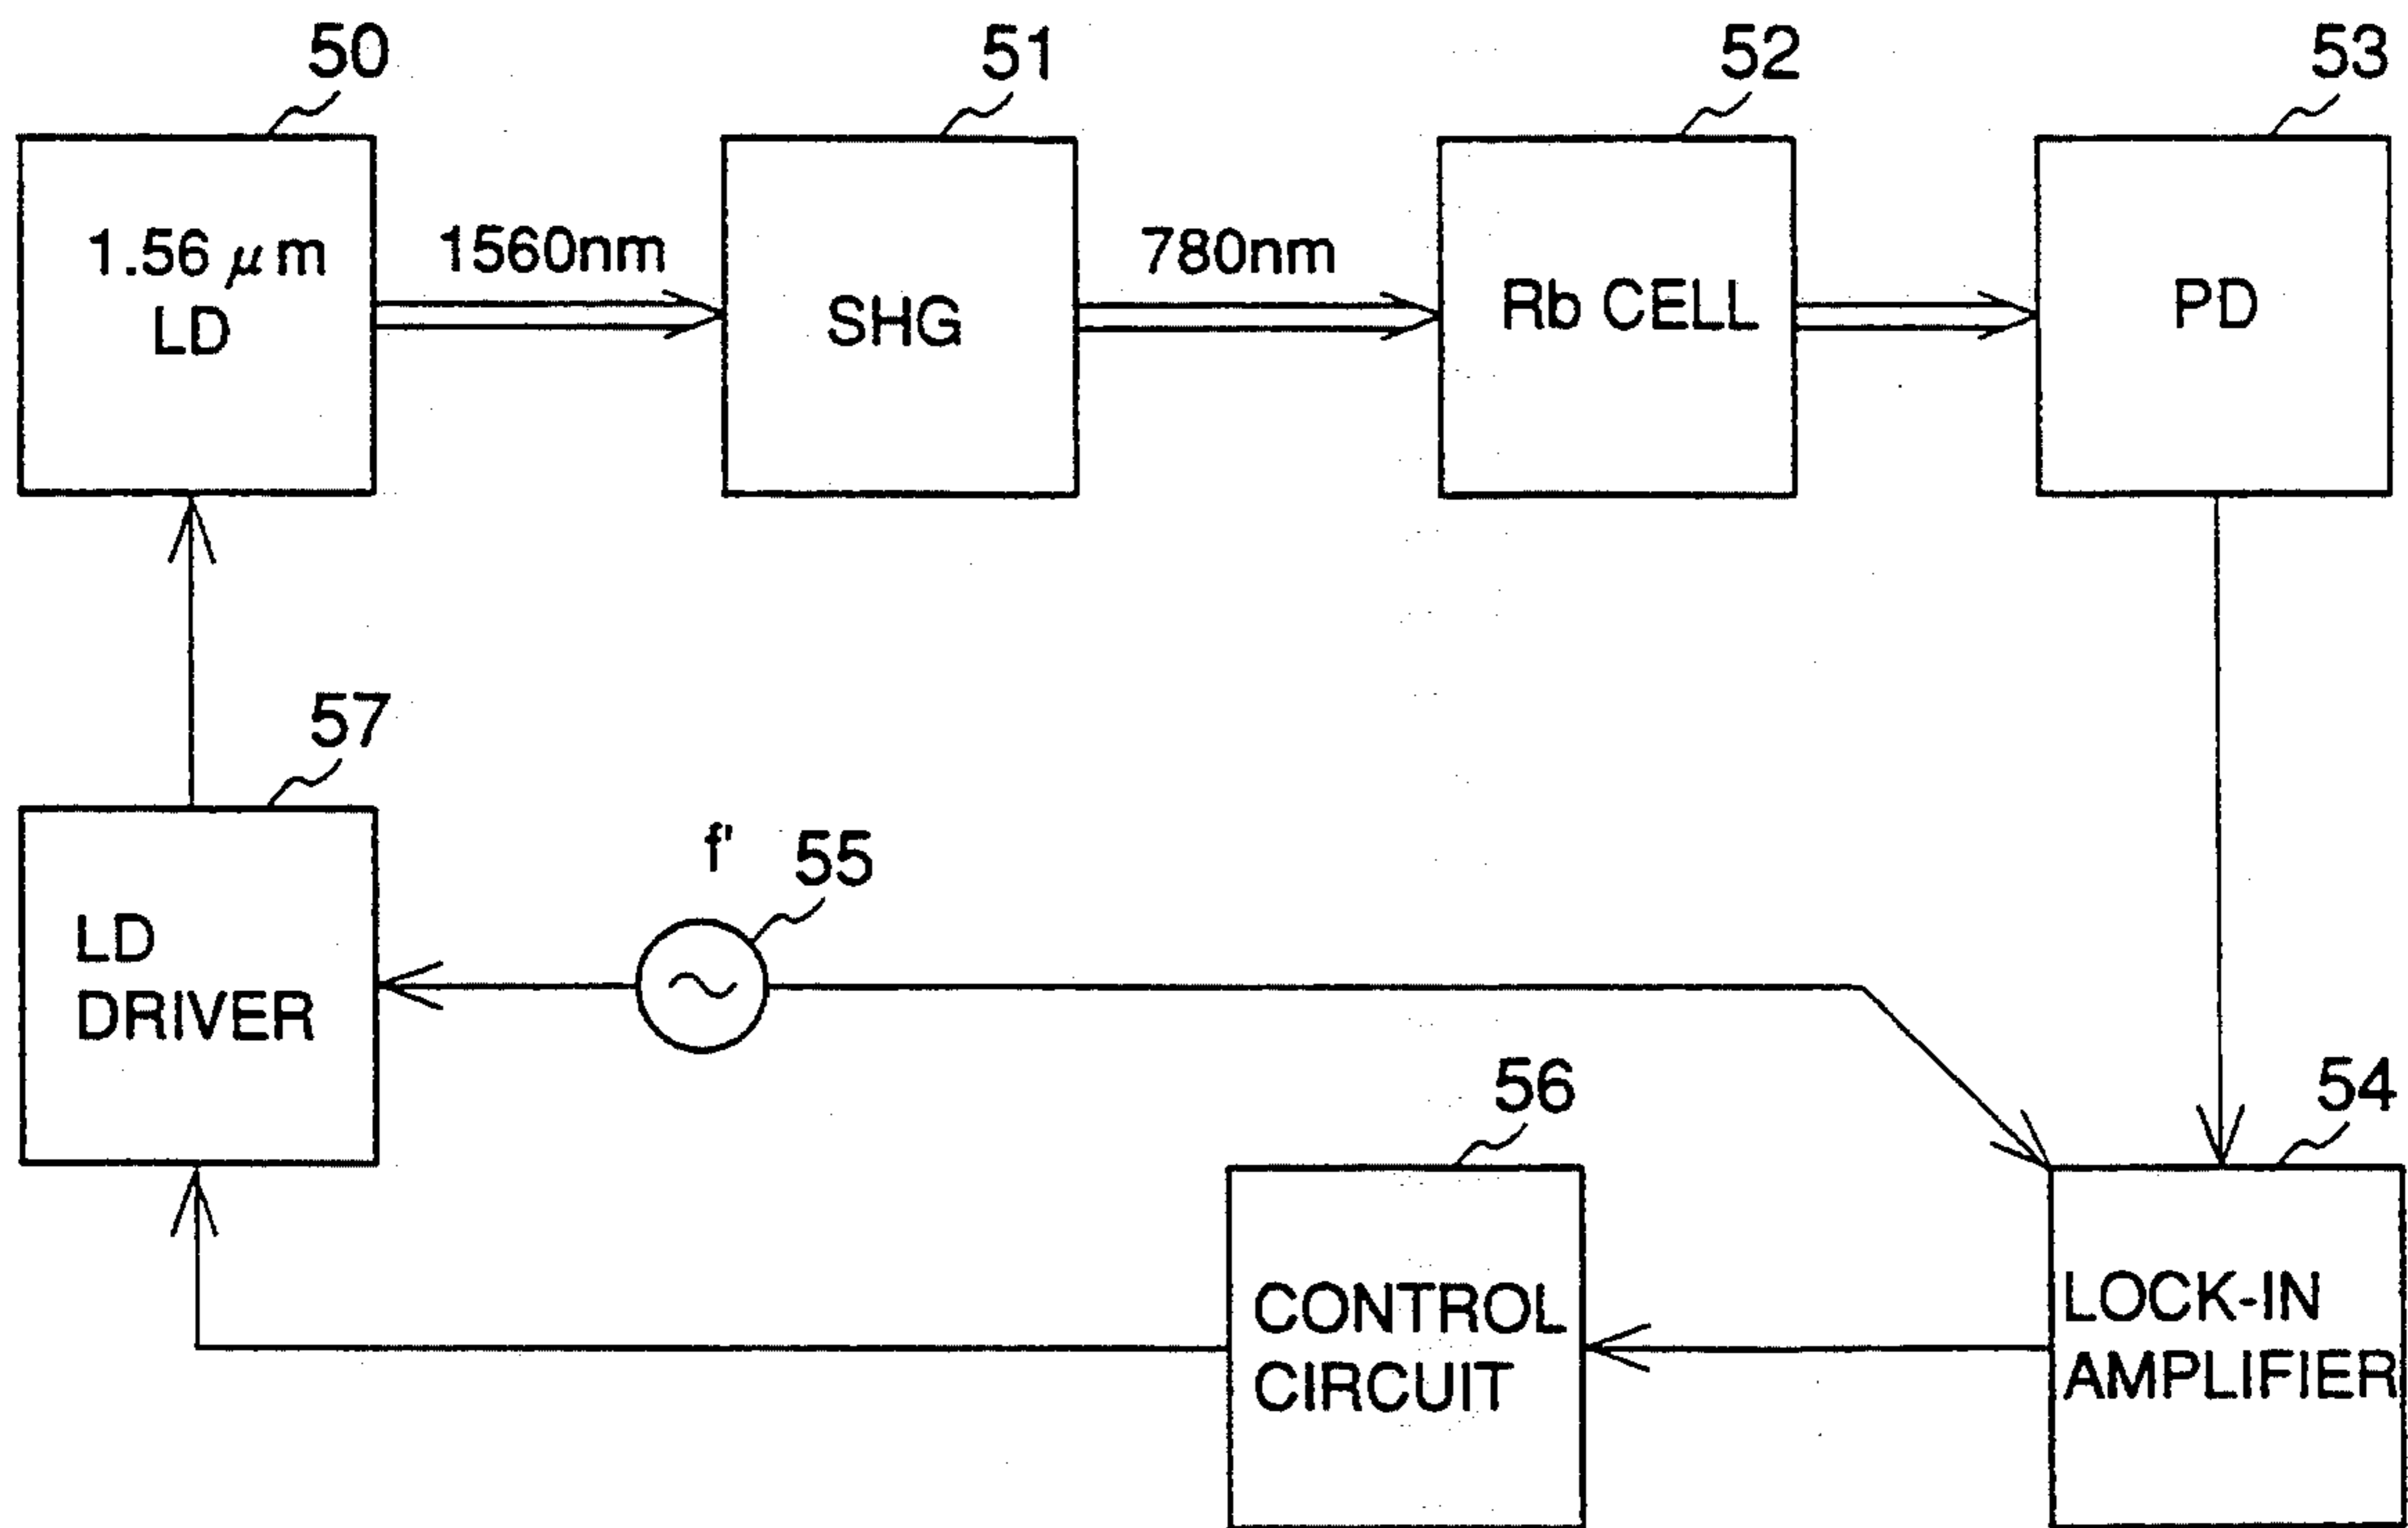 50
51
52
53
1.56 μm
LD
1560nm
SHG
780nm
Rb CELL
PD
57
f'
55
LD
DRIVER
56
54
CONTROL
CIRCUIT
LOCK-IN
AMPLIFIER